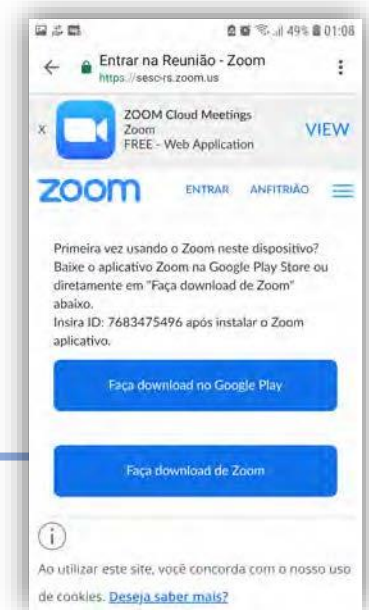 49% 01:08
Entrar na Reunião - Zoom
https://sesc-rs.zoom.us
X
ZOOM Cloud Meetings
Zoom
FREE - Web Application
VIEW
zoom ENTRAR ANFITRIÃO
Primeira vez usando o Zoom neste dispositivo?
Baixe o aplicativo Zoom na Google Play Store ou
diretamente em "Faça download de Zoom"
abaixo.
Insira ID: 7683475496 após instalar o Zoom
aplicativo.
Faça download no Google Play
Faça download de Zoom
Ao utilizar este site, você concorda com o nosso uso
de cookies. Deseja saber mais?